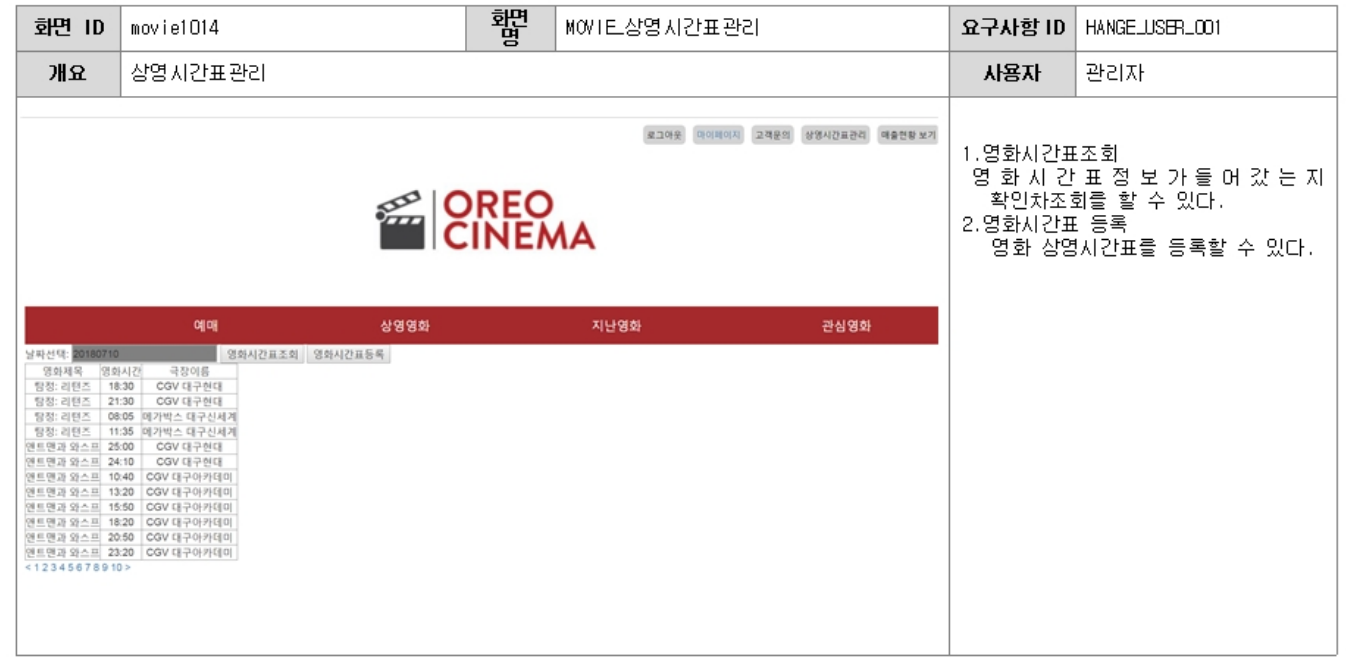 화면 ID movie1014 화면명 MOVIE_상영시간표관리 요구사항 ID HANGE_USER_001
개요 상영시간표관리 사용자 관리자
로그아웃 마이페이지 고객문의 상영시간표관리 매출현황 보기
OREO
CINEMA
예매 상영영화 지난영화 관심영화
날짜선택: 20180710 영화시간표조회 영화시간표등록
영화제목 영화시간 극장이름
탐정: 리턴즈 18:30 CGV 대구현대
탐정: 리턴즈 21:30 CGV 대구현대
탐정: 리턴즈 08:05 메가박스 대구신세계
탐정: 리턴즈 11:35 메가박스 대구신세계
앤트맨과 와스프 25:00 CGV 대구현대
앤트맨과 와스프 24:10 CGV 대구현대
앤트맨과 와스프 10:40 CGV 대구아카데미
앤트맨과 와스프 13:20 CGV 대구아카데미
앤트맨과 와스프 15:50 CGV 대구아카데미
앤트맨과 와스프 18:20 CGV 대구아카데미
앤트맨과 와스프 20:50 CGV 대구아카데미
앤트맨과 와스프 23:20 CGV 대구아카데미
< 1 2 3 4 5 6 7 8 9 10 >
1.영화시간표조회
영 화 시 간 표 정 보 가 들 어 갔 는 지
확인차조회를 할 수 있다.
2.영화시간표 등록
영화 상영시간표를 등록할 수 있다.